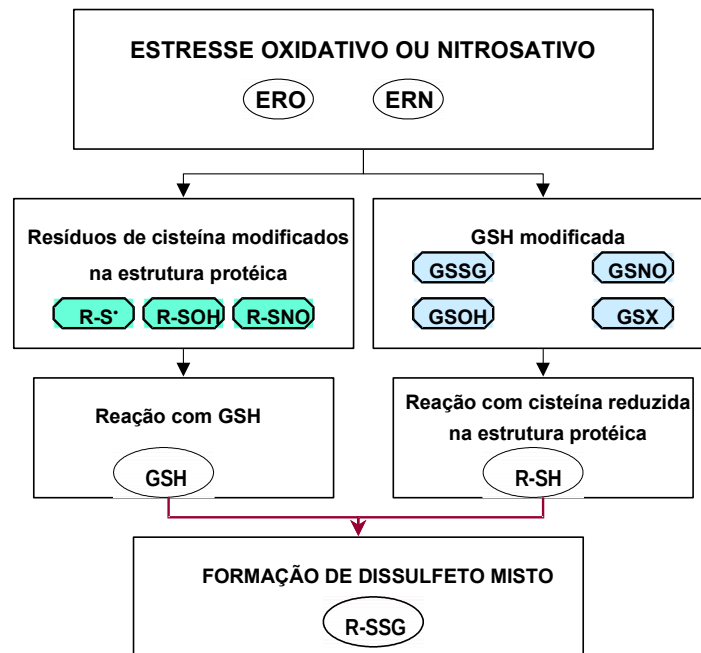 ESTRESSE OXIDATIVO OU NITROSATIVO
ERO
ERN
Resíduos de cisteína modificados
na estrutura protéica
R-S•
R-SOH
R-SNO
GSH modificada
GSSG
GSNO
GSOH
GSX
Reação com GSH
GSH
Reação com cisteína reduzida
na estrutura protéica
R-SH
FORMAÇÃO DE DISSULFETO MISTO
R-SSG